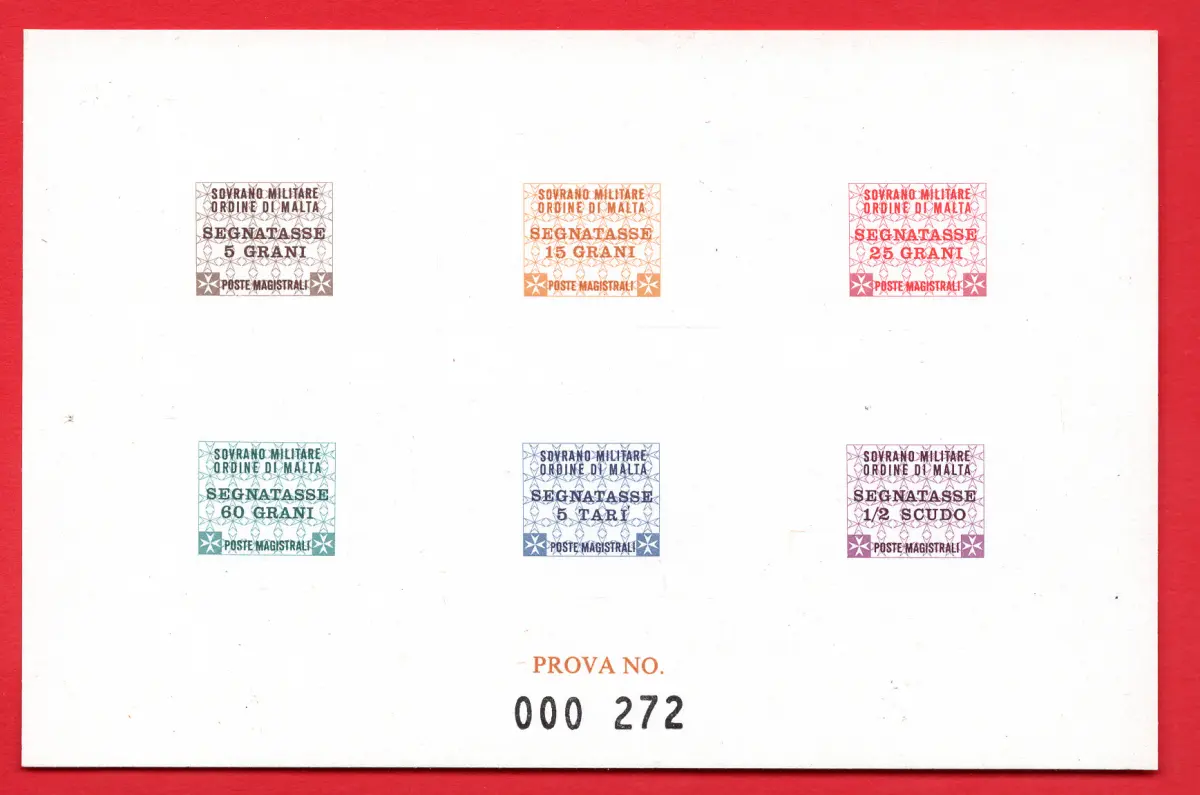 SOVRANO MILITARE
ORDINE DI MALTA
SEGNATASSE
5 GRANI
POSTE MAGISTRALI
SOVRANO MILITARE
ORDINE DI MALTA
SEGNATASSE
15 GRANI
POSTE MAGISTRALI
SOVRANO MILITARE
ORDINE DI MALTA
SEGNATASSE
25 GRANI
POSTE MAGISTRALI
SOVRANO MILITARE
ORDINE DI MALTA
SEGNATASSE
60 GRANI
POSTE MAGISTRALI
SOVRANO MILITARE
ORDINE DI MALTA
SEGNATASSE
5 TARI'
POSTE MAGISTRALI
SOVRANO MILITARE
ORDINE DI MALTA
SEGNATASSE
1/2 SCUDO
POSTE MAGISTRALI
PROVA NO.
000 272